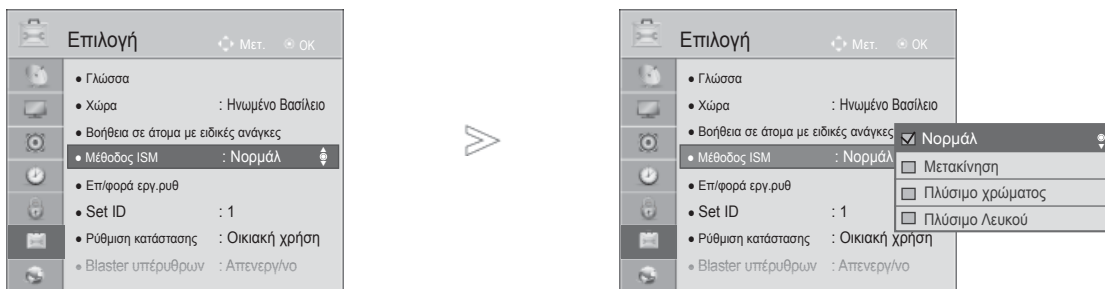 Επιλογή Μετ. OK
• Γλώσσα
• Χώρα : Ηνωμένο Βασίλειο
• Βοήθεια σε άτομα με ειδικές ανάγκες
• Μέθοδος ISM : Νορμάλ
• Επ/φορά εργ.ρυθ
• Set ID : 1
• Ρύθμιση κατάστασης : Οικιακή χρήση
• Blaster υπέρυθρων : Απενεργ/νο
Επιλογή Μετ. OK
• Γλώσσα
• Χώρα : Ηνωμένο Βασίλειο
• Βοήθεια σε άτομα με ειδικές ανάγκες
• Μέθοδος ISM : Νορμάλ
• Επ/φορά εργ.ρυθ
• Set ID : 1
• Ρύθμιση κατάστασης : Οικιακή χρήση
• Blaster υπέρυθρων : Απενεργ/νο
Νορμάλ
Μετακίνηση
Πλύσιμο χρώματος
Πλύσιμο Λευκού